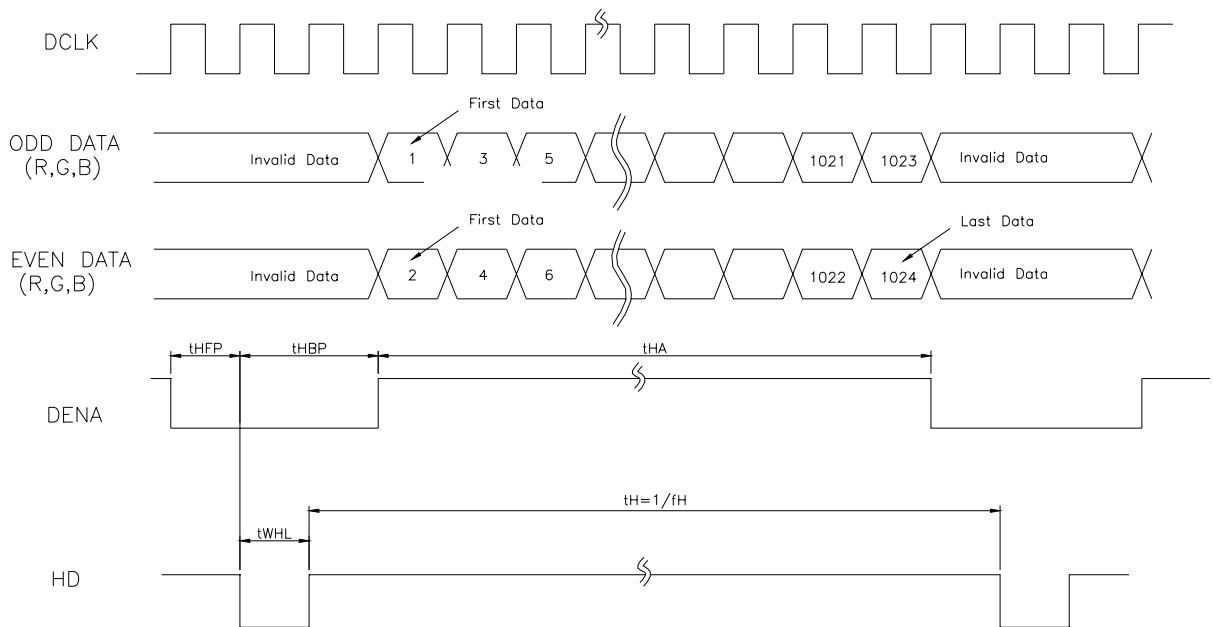 DCLK
First Data
ODD DATA
(R,G,B)
Invalid Data 1 3 5 1021 1023 Invalid Data
First Data Last Data
EVEN DATA
(R,G,B)
Invalid Data 2 4 6 1022 1024 Invalid Data
tHFP tHBP tHA
DENA
tH=1/fH
tWHL
HD